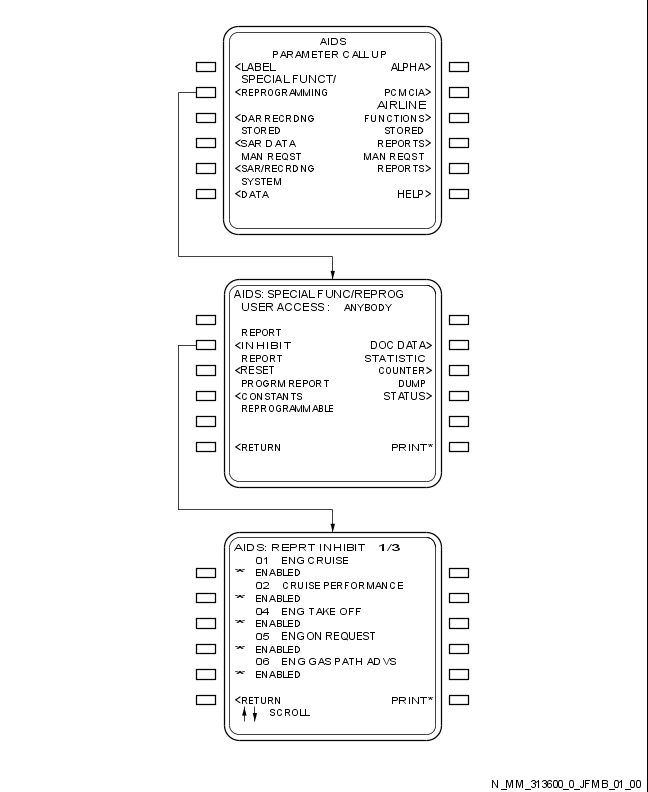 AIDS
PARAMETER CALL UP
<LABEL ALPHA>
SPECIAL FUNCT/
<REPROGRAMMING PCMCIA>
AIRLINE
<DAR RECRDNG FUNCTIONS>
STORED STORED
<SAR DATA REPORTS>
MAN REQST MAN REQST
<SAR/RECRDNG REPORTS>
SYSTEM
<DATA HELP>
AIDS: SPECIAL FUNC/REPROG
USER ACCESS : ANYBODY
REPORT
<INHIBIT DOC DATA>
REPORT STATISTIC
<RESET COUNTER>
PROGRM REPORT DUMP
<CONSTANTS STATUS>
REPROGRAMMABLE
<RETURN PRINT*
AIDS: REPRT INHIBIT 1/3
01 ENG CRUISE
* ENABLED
02 CRUISE PERFORMANCE
* ENABLED
04 ENG TAKE OFF
* ENABLED
05 ENG ON REQUEST
* ENABLED
06 ENG GAS PATH ADVS
* ENABLED
<RETURN PRINT*
↑↓ SCROLL
N_MM_313600_0_JFMB_01_00